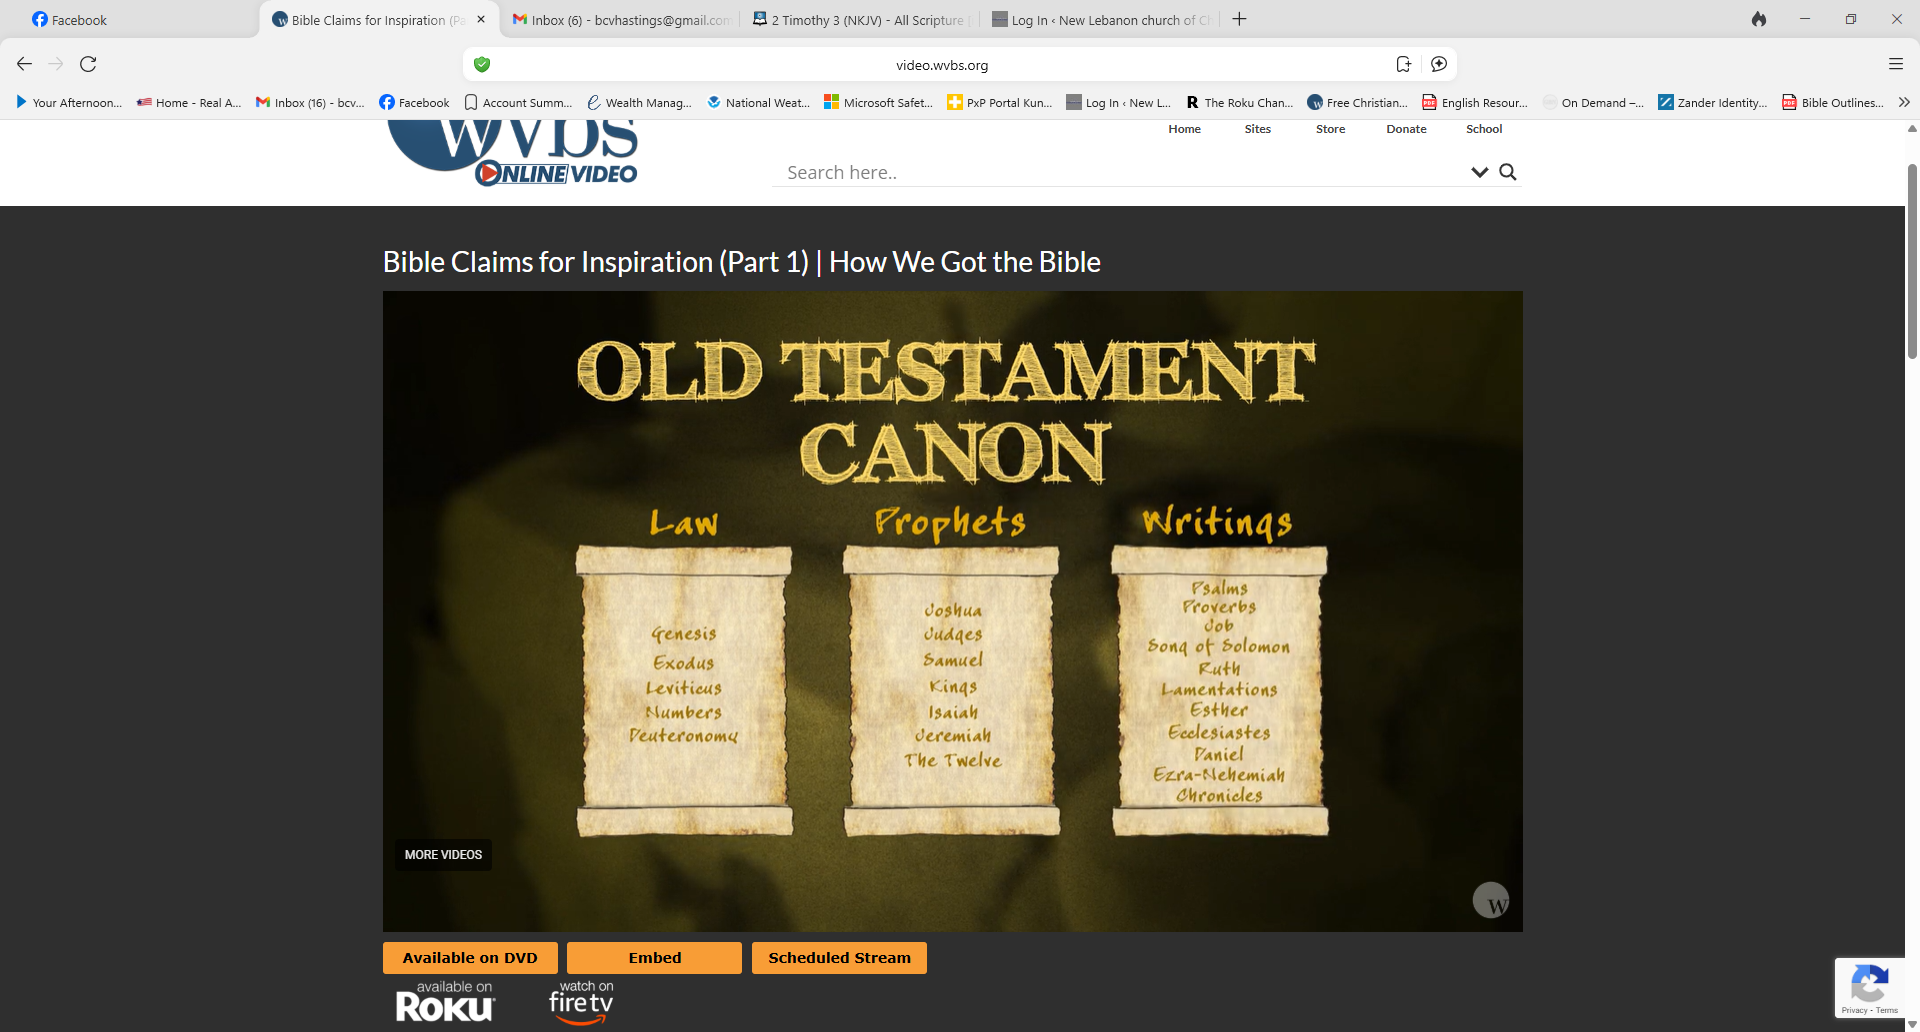 Facebook
Bible Claims for Inspiration (Pa
Inbox (6) - bcvhastings@gmail.com
2 Timothy 3 (NKJV) - All Scripture
Log In ‹ New Lebanon church of Ch
video.wvbs.org
Your Afternoon...
Home - Real A...
Inbox (16) - bcv...
Facebook
Account Summ...
Wealth Manag...
National Weat...
Microsoft Safet...
PxP Portal Kun...
Log In ‹ New L...
The Roku Chan...
Free Christian...
English Resour...
On Demand –...
Zander Identity...
Bible Outlines...
wvbs
ONLINE VIDEO
Home
Sites
Store
Donate
School
Search here..
Bible Claims for Inspiration (Part 1) | How We Got the Bible
OLD TESTAMENT
CANON
Law
Genesis
Exodus
Leviticus
Numbers
Deuteronomy
Prophets
Joshua
Judges
Samuel
Kings
Isaiah
Jeremiah
The Twelve
Writings
Psalms
Proverbs
Job
Song of Solomon
Ruth
Lamentations
Esther
Ecclesiastes
Daniel
Ezra-Nehemiah
Chronicles
MORE VIDEOS
W
Available on DVD
Embed
Scheduled Stream
available on
ROKU
watch on
firetv
Privacy - Terms